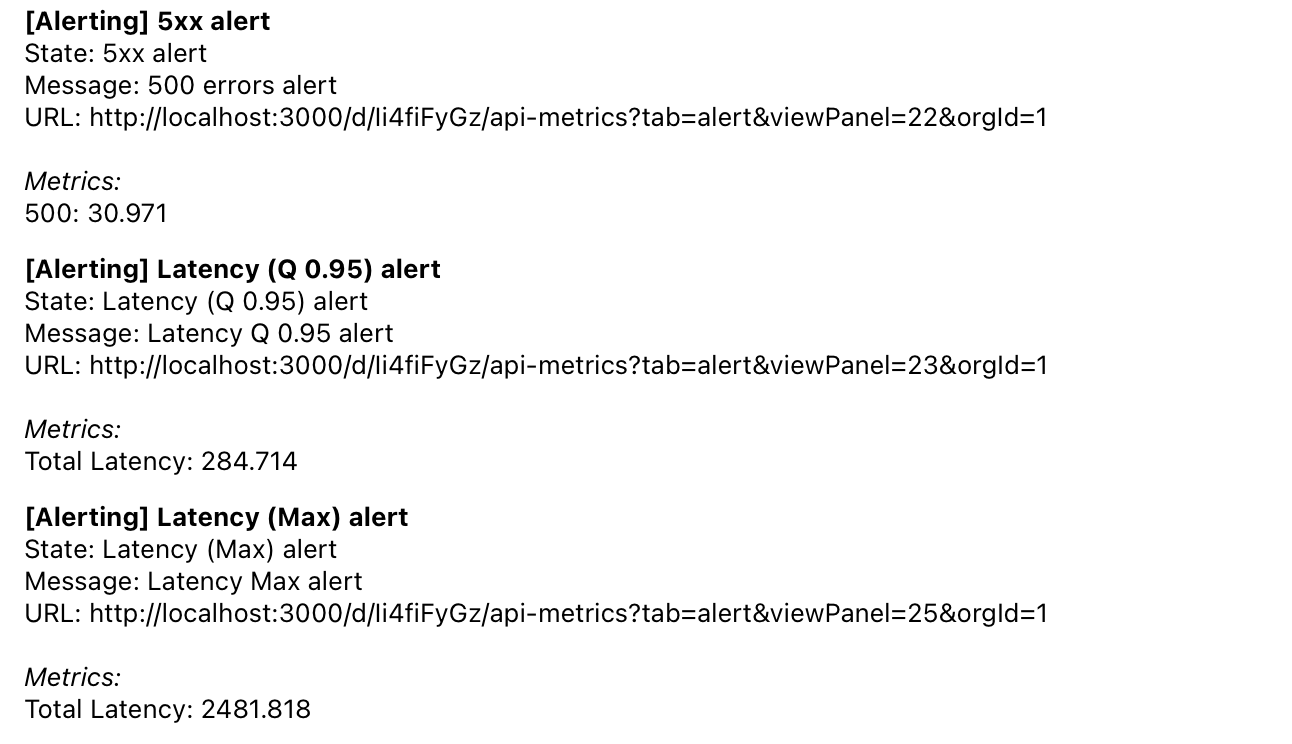 [Alerting] 5xx alert
State: 5xx alert
Message: 500 errors alert
URL: http://localhost:3000/d/li4fiFyGz/api-metrics?tab=alert&viewPanel=22&orgId=1
Metrics:
500: 30.971
[Alerting] Latency (Q 0.95) alert
State: Latency (Q 0.95) alert
Message: Latency Q 0.95 alert
URL: http://localhost:3000/d/li4fiFyGz/api-metrics?tab=alert&viewPanel=23&orgId=1
Metrics:
Total Latency: 284.714
[Alerting] Latency (Max) alert
State: Latency (Max) alert
Message: Latency Max alert
URL: http://localhost:3000/d/li4fiFyGz/api-metrics?tab=alert&viewPanel=25&orgId=1
Metrics:
Total Latency: 2481.818